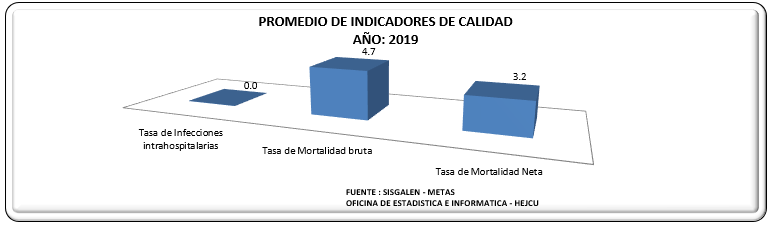 PROMEDIO DE INDICADORES DE CALIDAD
AÑO: 2019
4.7
0.0
3.2
Tasa de Infecciones
intrahospitalarias
Tasa de Mortalidad bruta
Tasa de Mortalidad Neta
FUENTE : SISGALEN - METAS
OFICINA DE ESTADISTICA E INFORMATICA - HEJCU